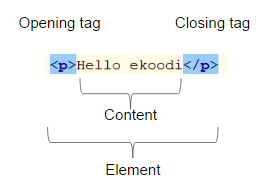 Opening tag Closing tag
<p>Hello ekoodi</p>
Content
Element